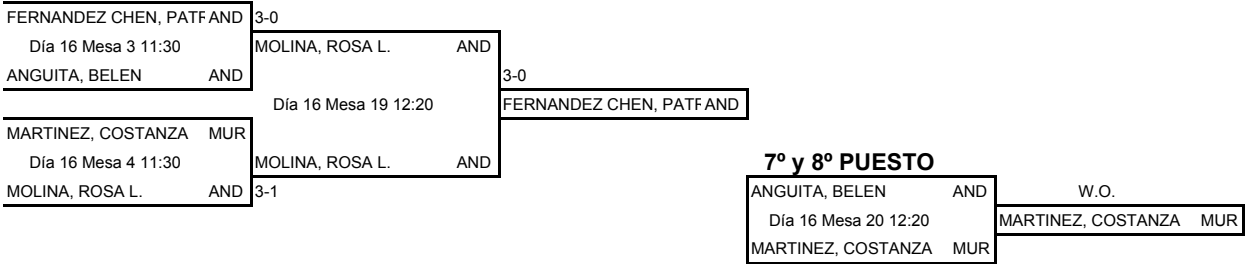 FERNANDEZ CHEN, PATR AND 3-0
Día 16 Mesa 3 11:30 MOLINA, ROSA L. AND
ANGUITA, BELEN AND 3-0
Día 16 Mesa 19 12:20 FERNANDEZ CHEN, PATR AND
MARTINEZ, COSTANZA MUR
Día 16 Mesa 4 11:30 MOLINA, ROSA L. AND 7º y 8º PUESTO
MOLINA, ROSA L. AND 3-1 ANGUITA, BELEN AND W.O.
Día 16 Mesa 20 12:20 MARTINEZ, COSTANZA MUR
MARTINEZ, COSTANZA MUR